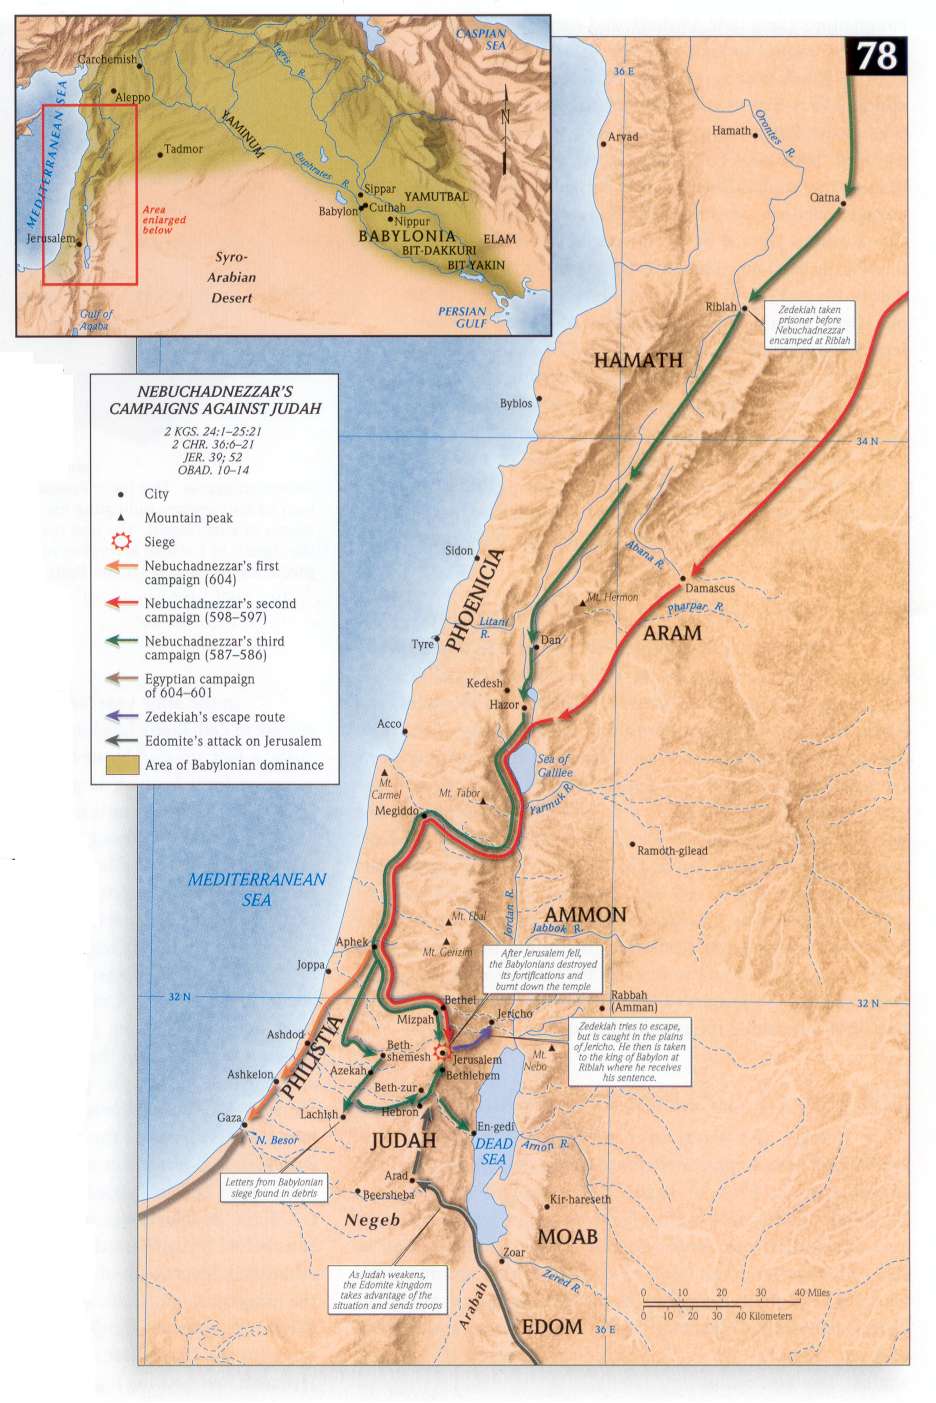 78
CASPIAN
SEA
Carchemish
Tigris R.
Aleppo
MEDITERRANEAN SEA
YAMINUM
N
Tadmor
Euphrates R.
Sippar
YAMUTBAL
Babylon
Cuthah
Nippur
Area
enlarged
below
BABYLONIA
ELAM
BIT-DAKKURI
BIT-YAKIN
Jerusalem
Syro-
Arabian
Desert
Gulf of
Aqaba
PERSIAN
GULF
NEBUCHADNEZZAR'S
CAMPAIGNS AGAINST JUDAH
2 KGS. 24:1–25:21
2 CHR. 36:6–21
JER. 39; 52
OBAD. 10–14
City
Mountain peak
Siege
Nebuchadnezzar's first
campaign (604)
Nebuchadnezzar's second
campaign (598–597)
Nebuchadnezzar's third
campaign (587–586)
Egyptian campaign
of 604–601
Zedekiah's escape route
Edomite's attack on Jerusalem
Area of Babylonian dominance
36 E
Arvad
Hamath
Orontes R.
Qatna
Riblah
Zedekiah taken
prisoner before
Nebuchadnezzar
encamped at Riblah
HAMATH
Byblos
34 N
Sidon
PHOENICIA
Abana R.
Damascus
Mt. Hermon
Pharpar R.
Litani
R.
ARAM
Tyre
Dan
Kedesh
Hazor
Acco
Sea of
Galilee
Mt.
Carmel
Mt. Tabor
Yarmuk R.
Megiddo
Ramoth-gilead
MEDITERRANEAN
SEA
Jordan R.
AMMON
Mt. Ebal
Jabbok R.
Aphek
Mt. Gerizim
After Jerusalem fell,
the Babylonians destroyed
its fortifications and
burnt down the temple
Joppa
32 N
32 N
Bethel
Rabbah
(Amman)
Mizpah
Jericho
Zedekiah tries to escape,
but is caught in the plains
of Jericho. He then is taken
to the king of Babylon at
Riblah where he receives
his sentence.
Ashdod
PHILISTIA
Beth-
shemesh
Jerusalem
Mt.
Nebo
Ashkelon
Azekah
Bethlehem
Beth-zur
Gaza
Lachish
Hebron
En-gedi
N. Besor
JUDAH
DEAD
SEA
Arnon R.
Letters from Babylonian
siege found in debris
Arad
Beersheba
Kir-hareseth
Negeb
MOAB
Zoar
As Judah weakens,
the Edomite kingdom
takes advantage of the
situation and sends troops
Zered R.
Arabah
0 10 20 40 Miles
0 10 20 30 40 Kilometers
EDOM
36 E